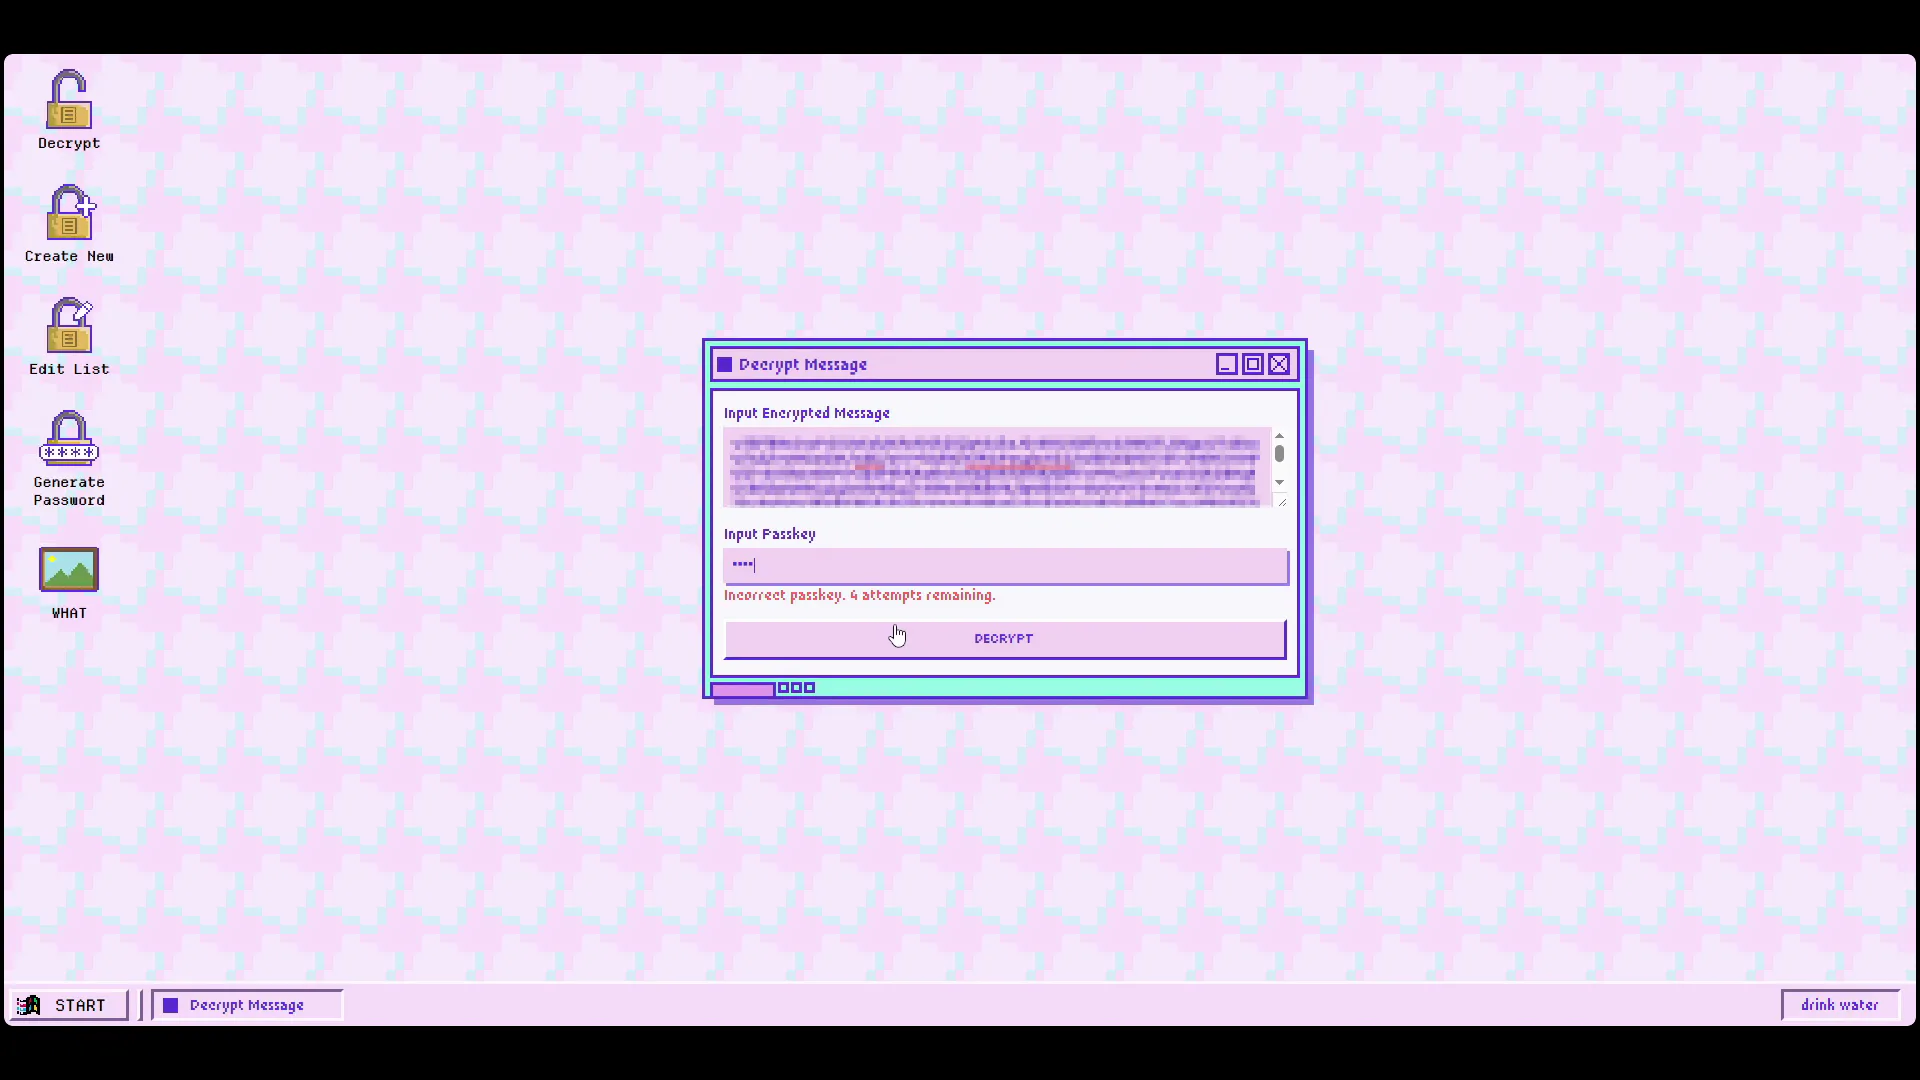 Decrypt
Create New
Edit List
Generate
Password
WHAT
Decrypt Message
Input Encrypted Message
Input Passkey
••••
Incorrect passkey. 4 attempts remaining.
DECRYPT
START
Decrypt Message
drink water